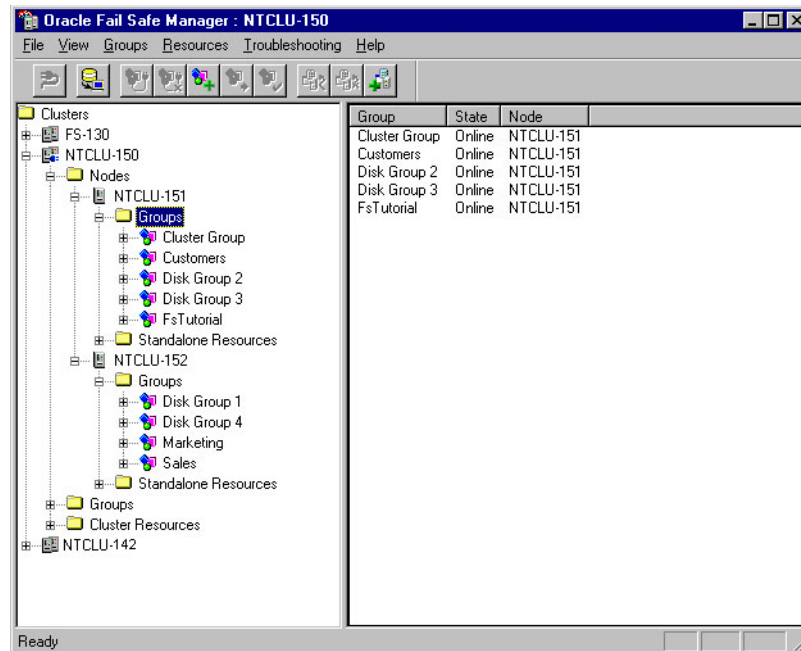 Oracle Fail Safe Manager : NTCLU-150
File View Groups Resources Troubleshooting Help
Clusters
FS-130
NTCLU-150
Nodes
NTCLU-151
Groups
Cluster Group
Customers
Disk Group 2
Disk Group 3
FsTutorial
Standalone Resources
NTCLU-152
Groups
Disk Group 1
Disk Group 4
Marketing
Sales
Standalone Resources
Groups
Cluster Resources
NTCLU-142
Group State Node
Cluster Group Online NTCLU-151
Customers Online NTCLU-151
Disk Group 2 Online NTCLU-151
Disk Group 3 Online NTCLU-151
FsTutorial Online NTCLU-151
Ready